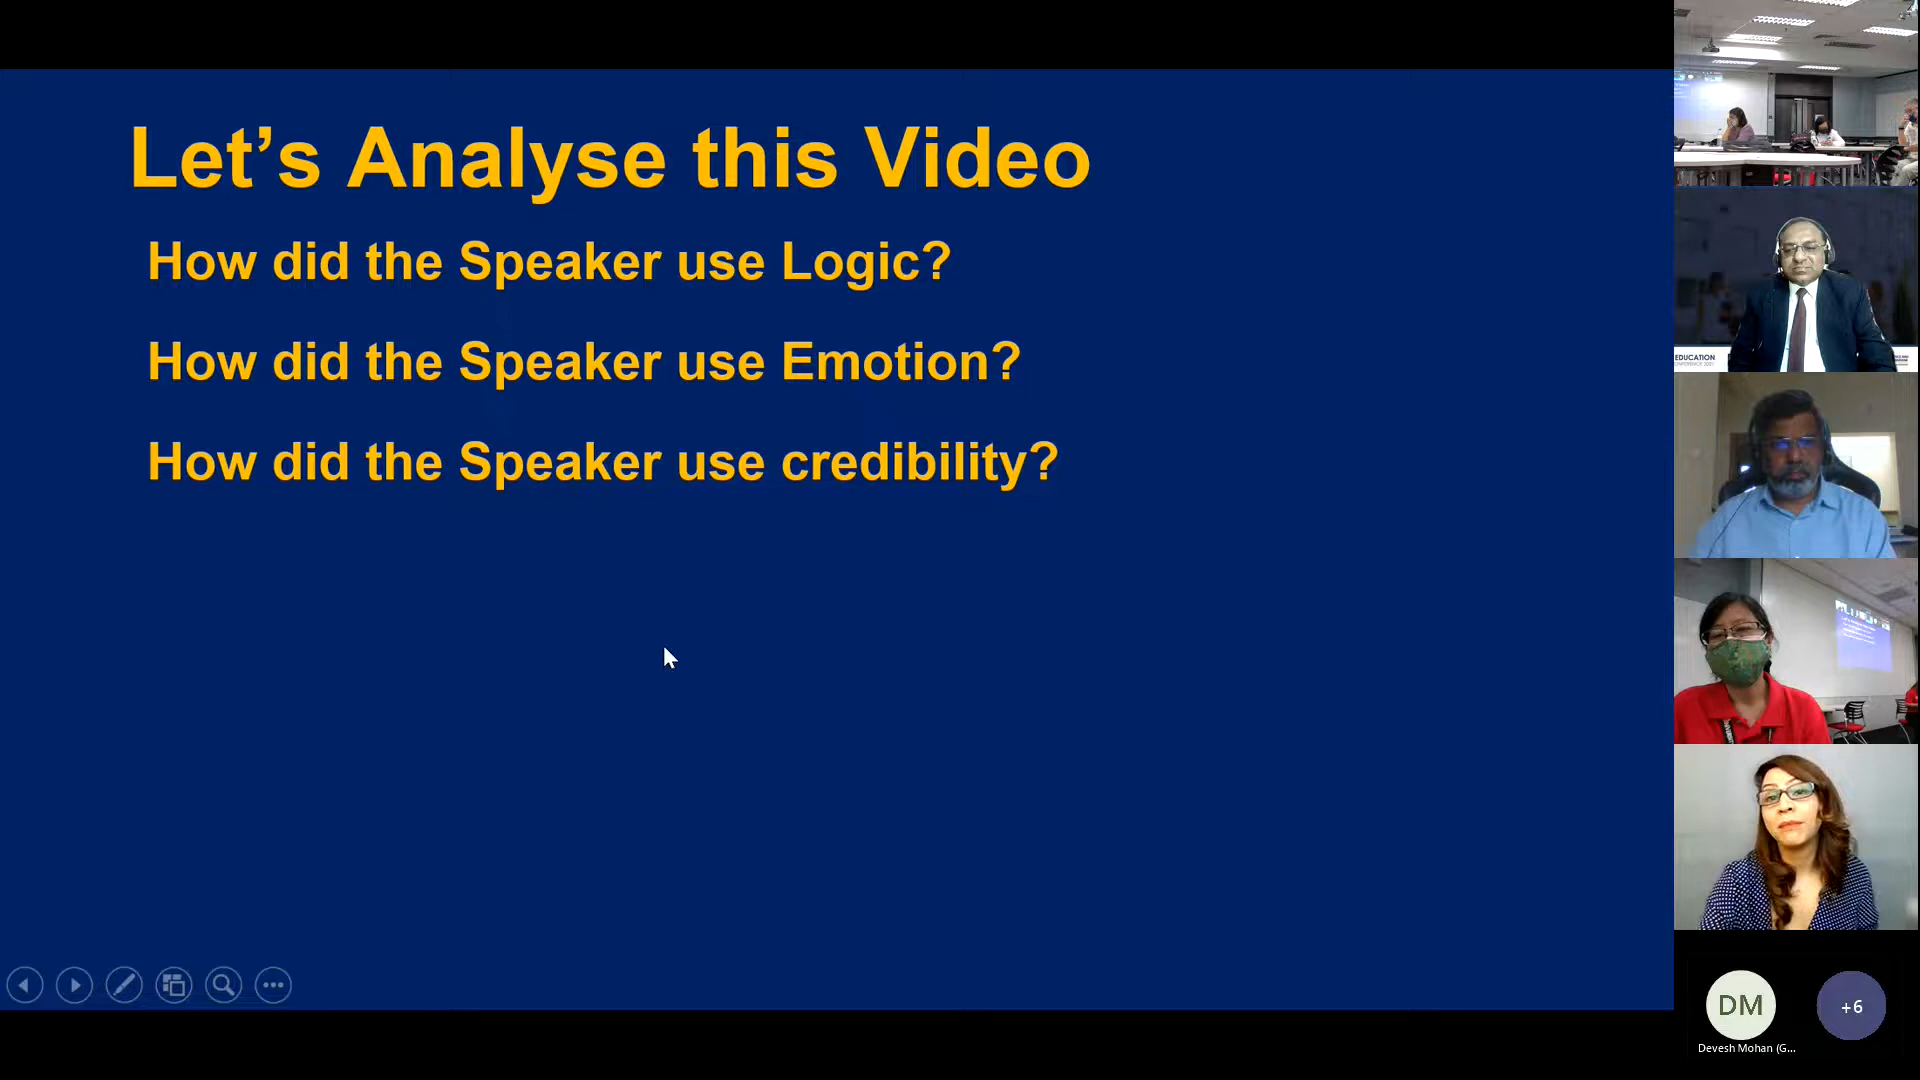 Let’s Analyse this Video
How did the Speaker use Logic?
How did the Speaker use Emotion?
How did the Speaker use credibility?
EDUCATION
DM
+6
Devesh Mohan (G...